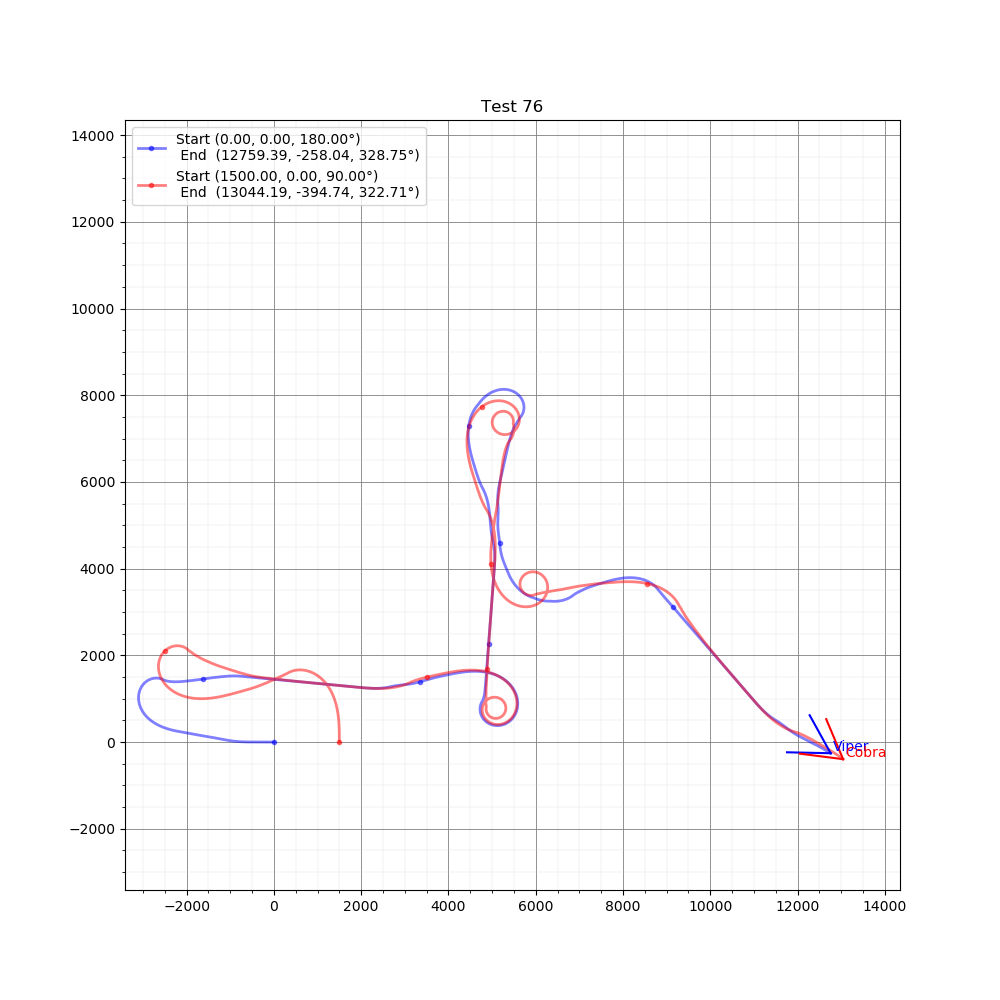 Test 76
Start (0.00, 0.00, 180.00°)
End (12759.39, -258.04, 328.75°)
Start (1500.00, 0.00, 90.00°)
End (13044.19, -394.74, 322.71°)
14000
12000
10000
8000
6000
4000
2000
0
−2000
Viper
Cobra
−2000 0 2000 4000 6000 8000 10000 12000 14000